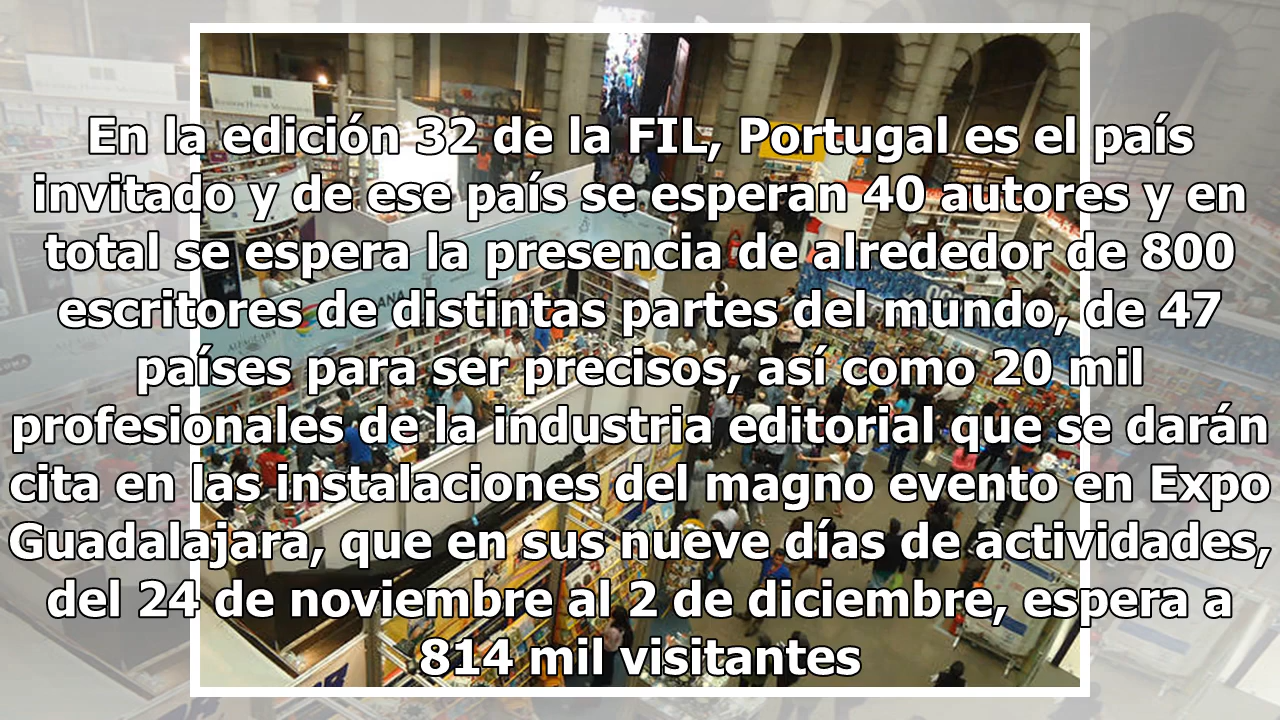 En la edición 32 de la FIL, Portugal es el país
invitado y de ese país se esperan 40 autores y en
total se espera la presencia de alrededor de 800
escritores de distintas partes del mundo, de 47
países para ser precisos, así como 20 mil
profesionales de la industria editorial que se darán
cita en las instalaciones del magno evento en Expo
Guadalajara, que en sus nueve días de actividades,
del 24 de noviembre al 2 de diciembre, espera a
814 mil visitantes